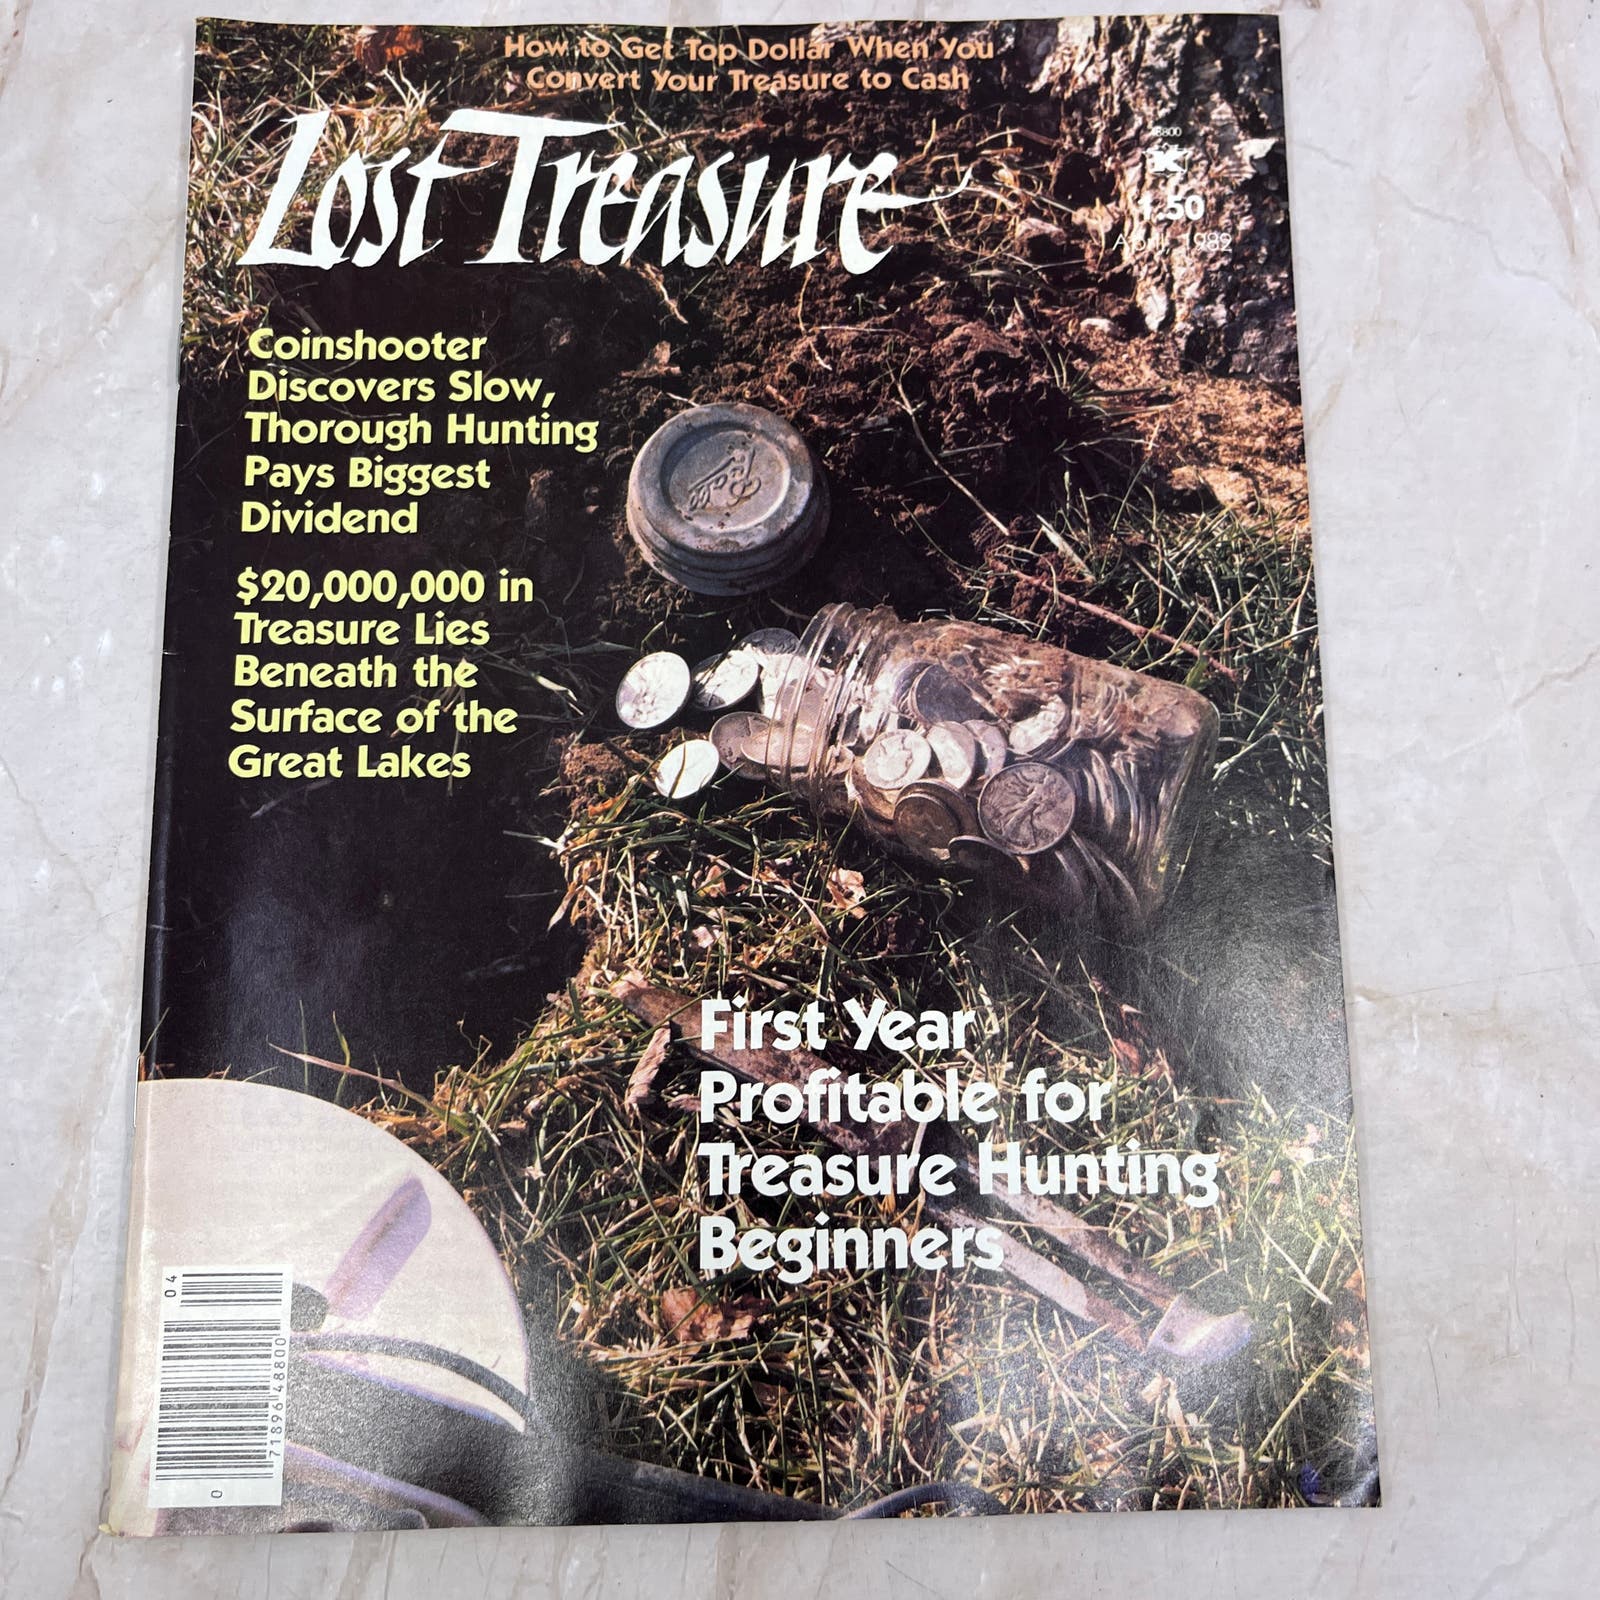 How to Get Top Dollar When You
Convert Your Treasure to Cash
Lost Treasure
48800
K
1.50
April, 1989
Coinshooter
Discovers Slow,
Thorough Hunting
Pays Biggest
Dividend
$20,000,000 in
Treasure Lies
Beneath the
Surface of the
Great Lakes
First Year
Profitable for
Treasure Hunting
Beginners
04
0 71896 48800